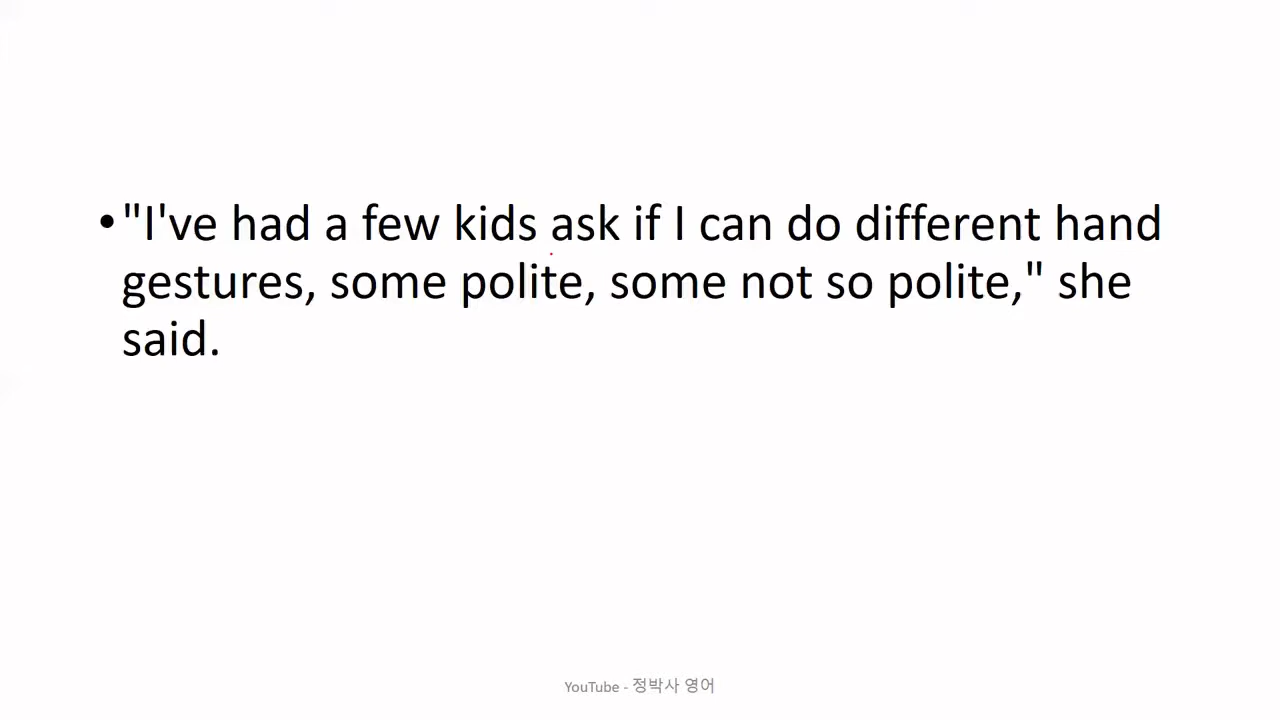 •"I've had a few kids ask if I can do different hand
gestures, some polite, some not so polite," she
said.
YouTube - 정박사 영어